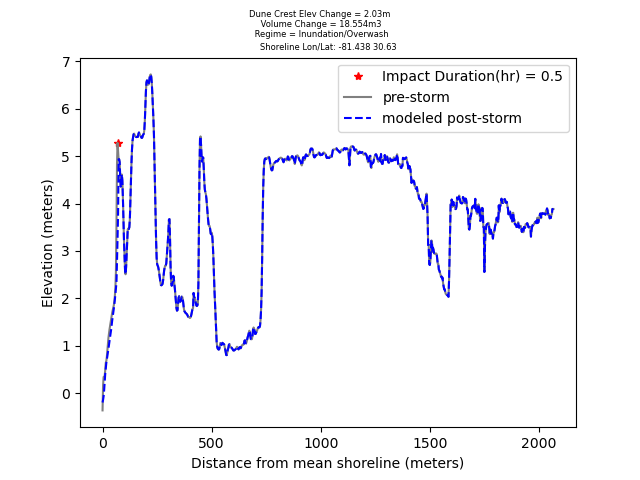 Dune Crest Elev Change = 2.03m
Volume Change = 18.554m3
Regime = Inundation/Overwash
Shoreline Lon/Lat: -81.438 30.63
Impact Duration(hr) = 0.5
pre-storm
modeled post-storm
7
6
5
4
3
2
1
0
Elevation (meters)
0 500 1000 1500 2000
Distance from mean shoreline (meters)